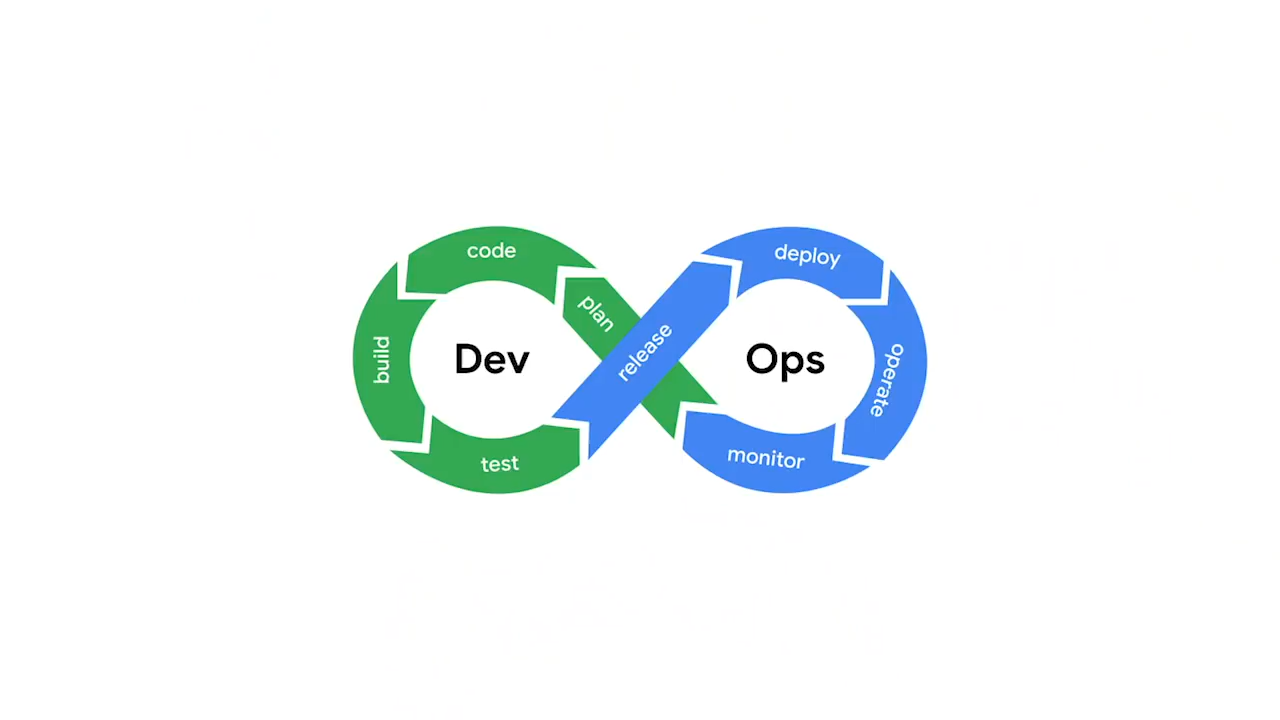 code
deploy
plan
release
build
Dev
Ops
operate
test
monitor